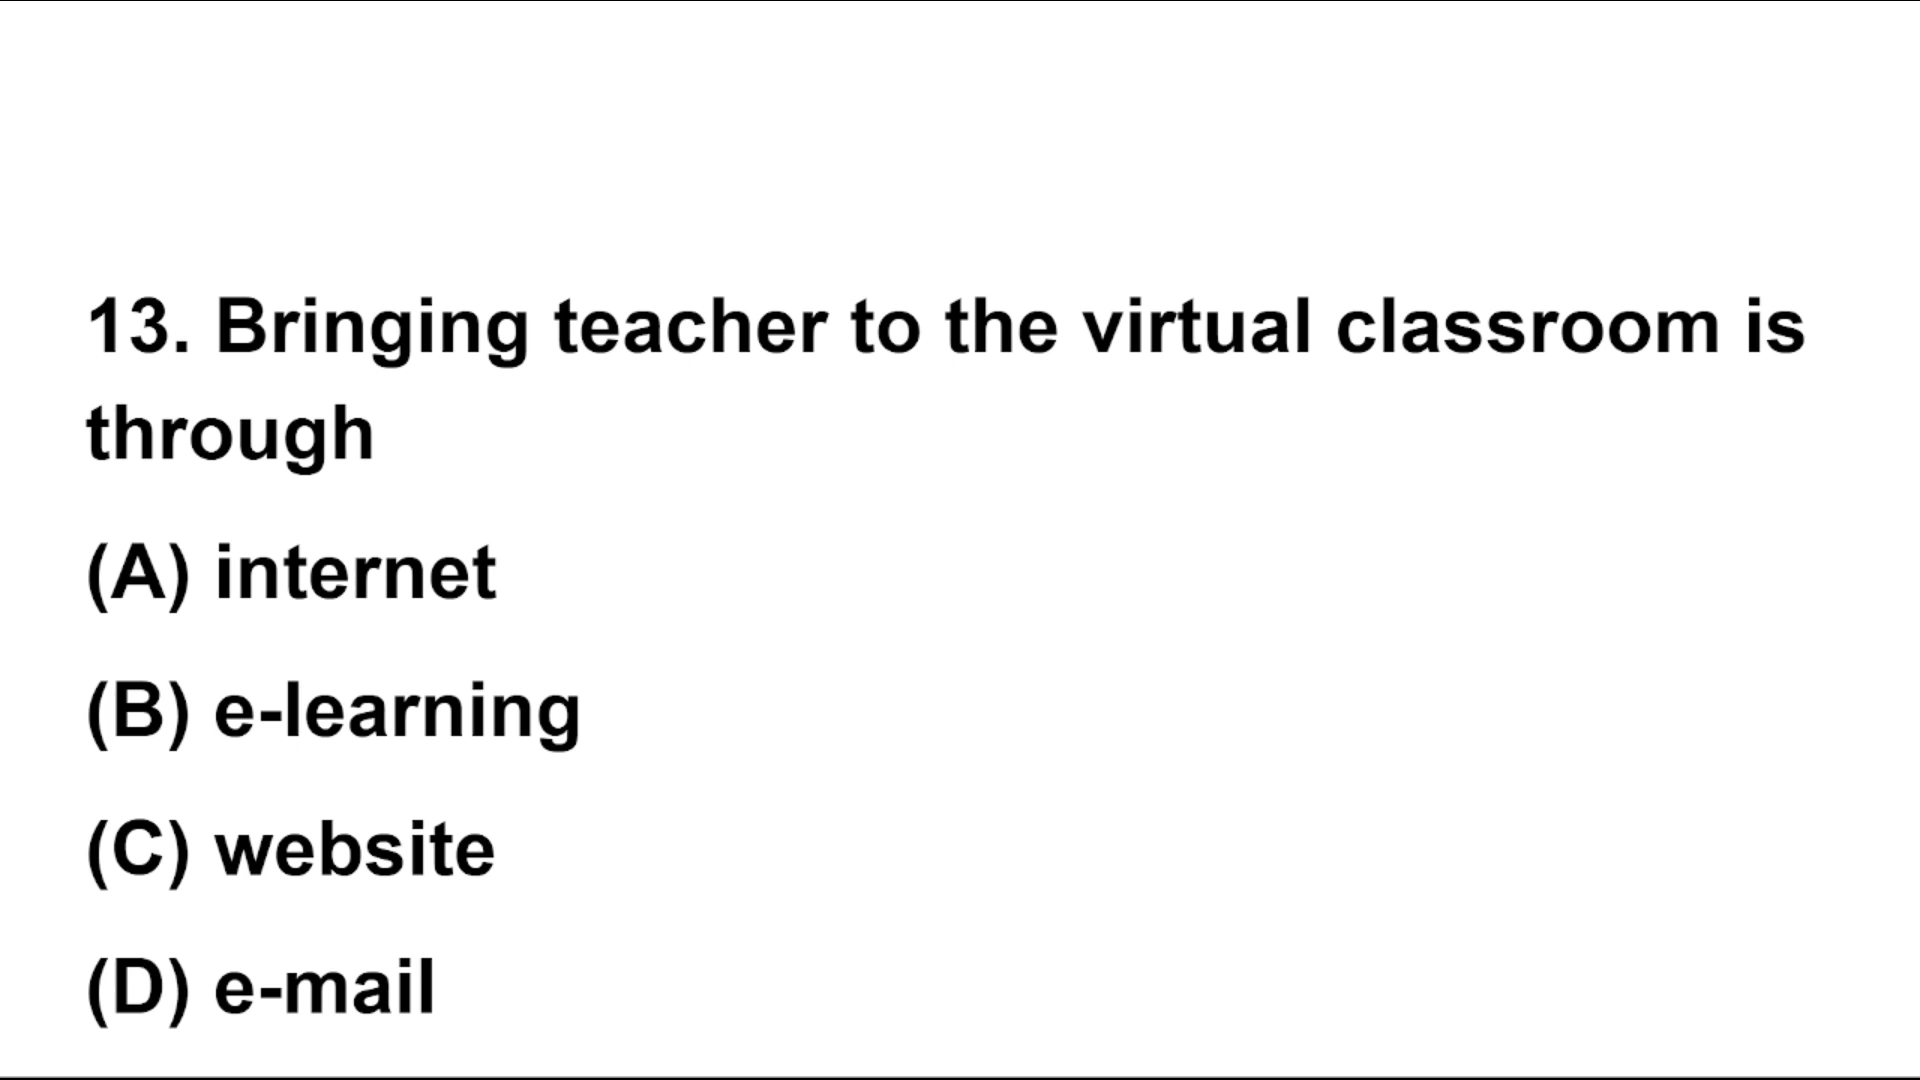 13. Bringing teacher to the virtual classroom is
through
(A) internet
(B) e-learning
(C) website
(D) e-mail